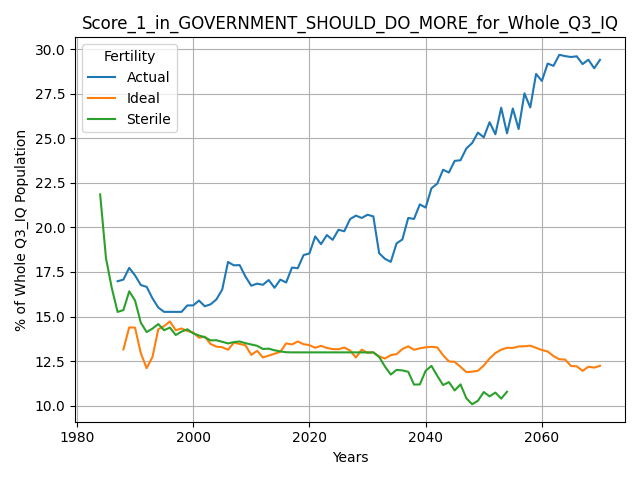 Score_1_in_GOVERNMENT_SHOULD_DO_MORE_for_Whole_Q3_IQ
Fertility
Actual
Ideal
Sterile
% of Whole Q3_IQ Population
30.0
27.5
25.0
22.5
20.0
17.5
15.0
12.5
10.0
1980
2000
2020
2040
2060
Years